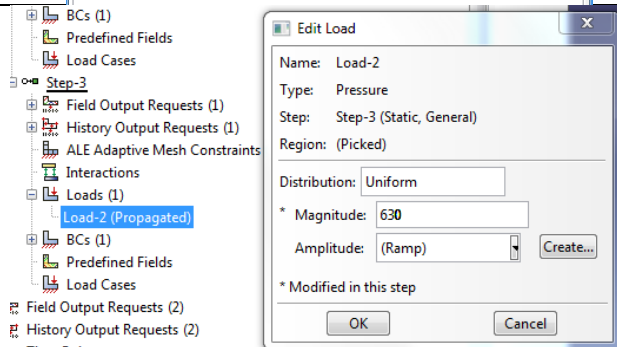 BCs (1)
Predefined Fields
Load Cases
Step-3
Field Output Requests (1)
History Output Requests (1)
ALE Adaptive Mesh Constraints
Interactions
Loads (1)
Load-2 (Propagated)
BCs (1)
Predefined Fields
Load Cases
Field Output Requests (2)
History Output Requests (2)
Edit Load
x
Name: Load-2
Type: Pressure
Step: Step-3 (Static, General)
Region: (Picked)
Distribution: Uniform
* Magnitude: 630
Amplitude: (Ramp) Create...
* Modified in this step
OK Cancel